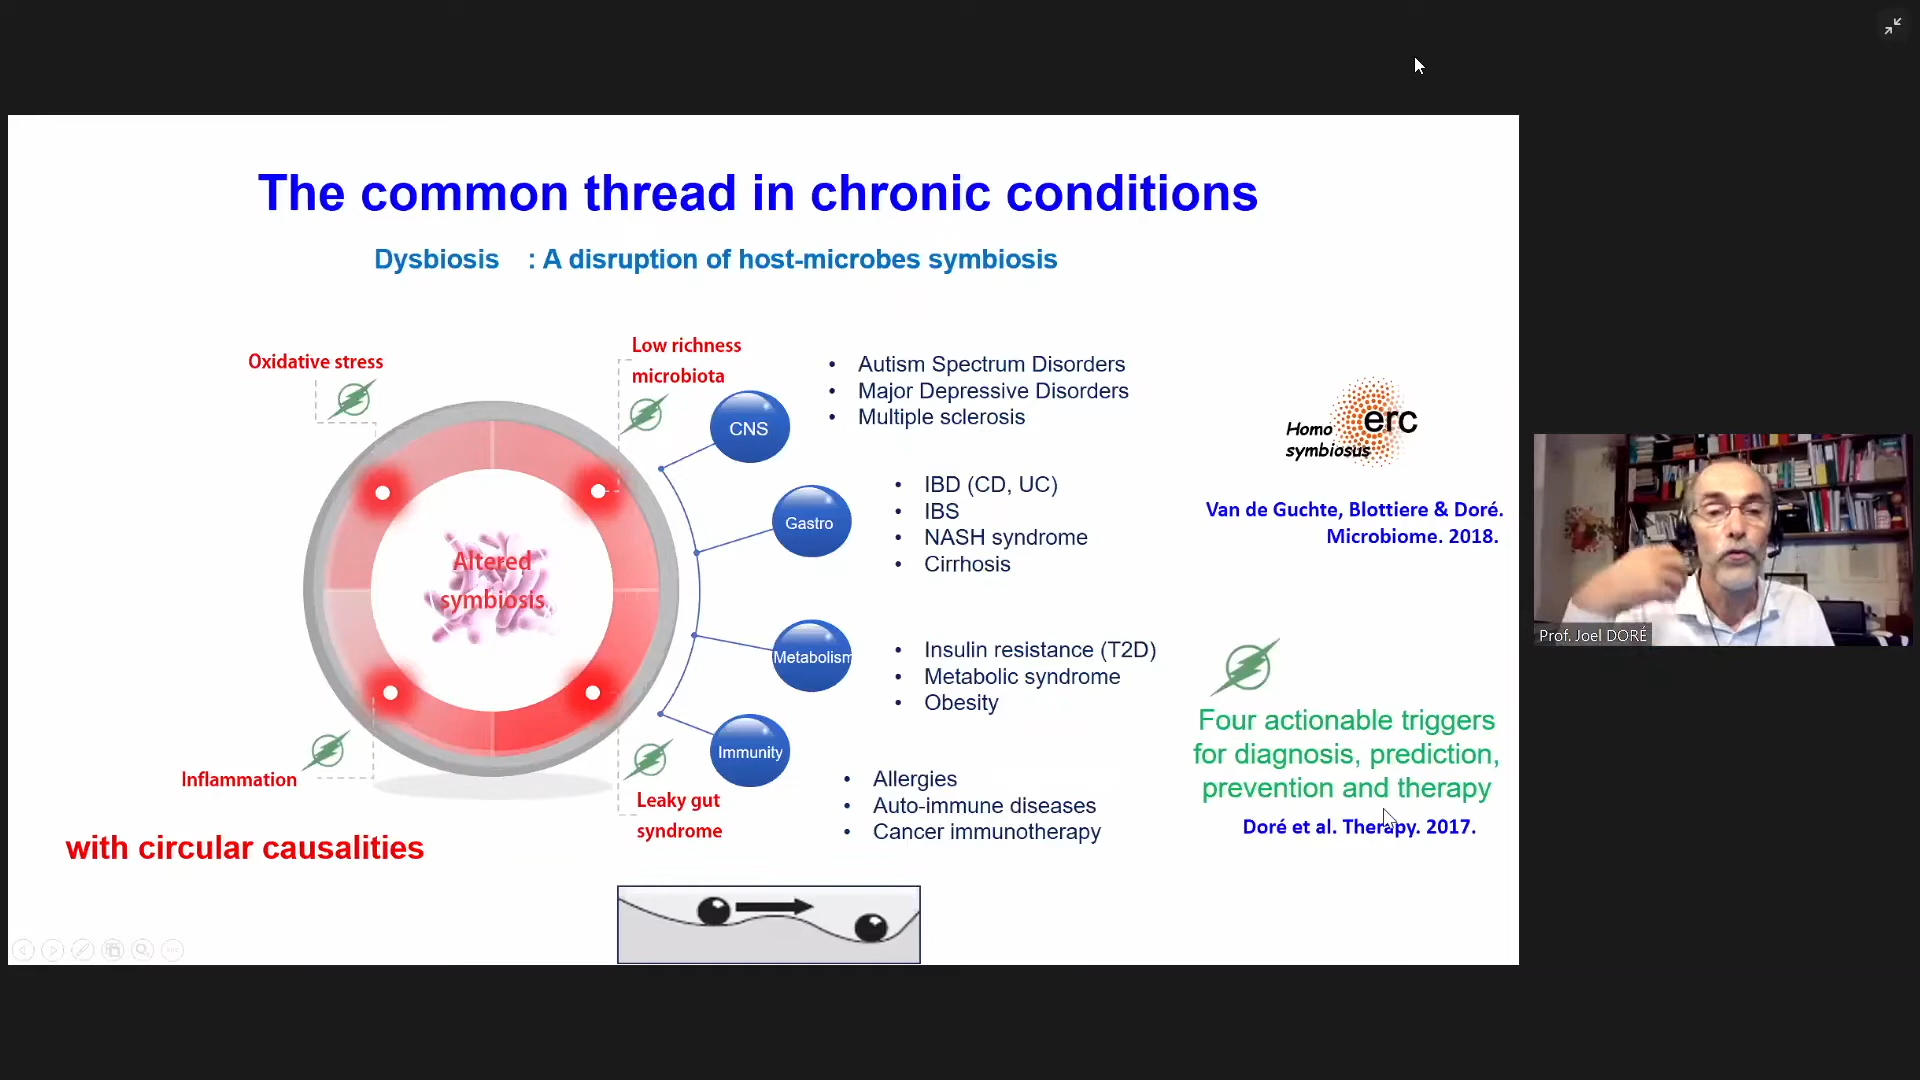 The common thread in chronic conditions
Dysbiosis : A disruption of host-microbes symbiosis
Oxidative stress
Low richness
microbiota
Altered
symbiosis
Inflammation
Leaky gut
syndrome
with circular causalities
CNS
• Autism Spectrum Disorders
• Major Depressive Disorders
• Multiple sclerosis
Gastro
• IBD (CD, UC)
• IBS
• NASH syndrome
• Cirrhosis
Metabolism
• Insulin resistance (T2D)
• Metabolic syndrome
• Obesity
Immunity
• Allergies
• Auto-immune diseases
• Cancer immunotherapy
Homo
symbiosus
erc
Van de Guchte, Blottiere & Doré.
Microbiome. 2018.
Four actionable triggers
for diagnosis, prediction,
prevention and therapy
Doré et al. Therapy. 2017.
Prof. Joel DORÉ